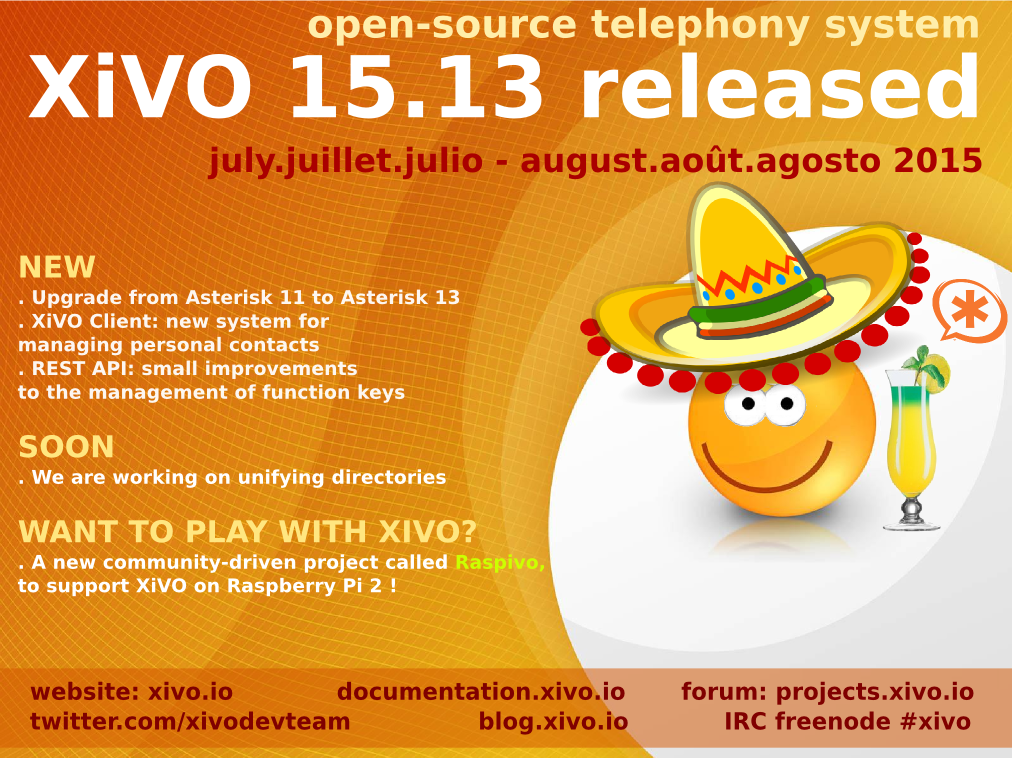 open-source telephony system
XiVO 15.13 released
july.juillet.julio - august.août.agosto 2015
NEW
. Upgrade from Asterisk 11 to Asterisk 13
. XiVO Client: new system for
managing personal contacts
. REST API: small improvements
to the management of function keys
SOON
. We are working on unifying directories
WANT TO PLAY WITH XIVO?
. A new community-driven project called Raspivo,
to support XiVO on Raspberry Pi 2 !
website: xivo.io documentation.xivo.io forum: projects.xivo.io
twitter.com/xivodevteam blog.xivo.io IRC freenode #xivo